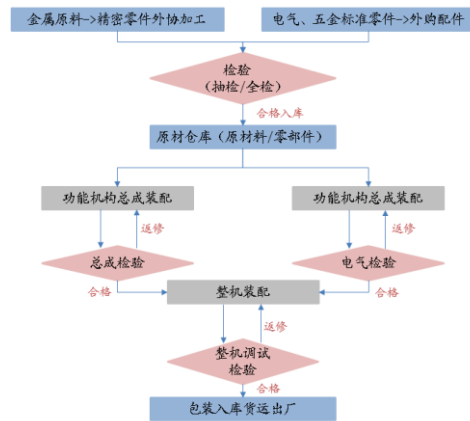 金属原料->精密零件外协加工
电气、五金标准零件->外购配件
检验
（抽检/全检）
合格入库
原材仓库（原材料/零部件）
功能机构总成装配
功能机构总成装配
返修
返修
总成检验
电气检验
合格
合格
整机装配
返修
整机调试
检验
合格
包装入库货运出厂